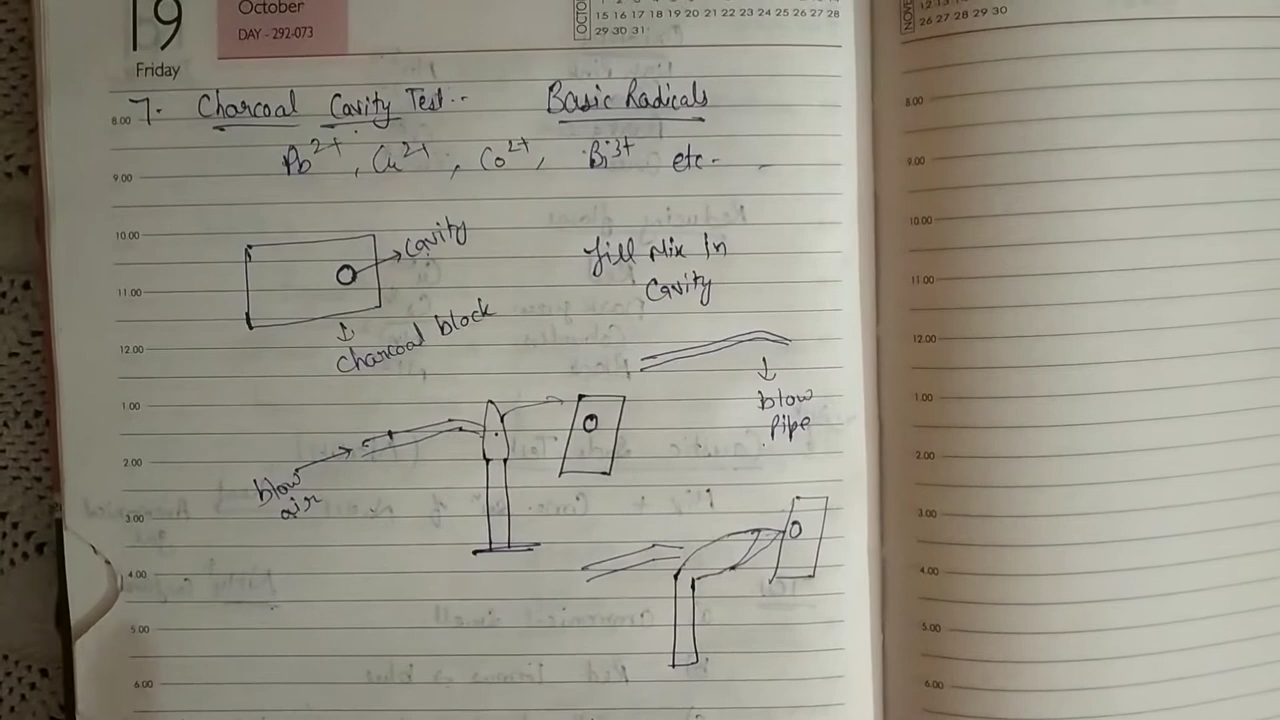 19
October
DAY - 292-073
Friday
OCTO
15 16 17 18 19 20 21 22 23 24 25 26 27 28
29 30 31
NOVE
26 27 28 29 30
7. Charcoal Cavity Test.. Basic Radicals
Pb2+, Cu2+, Co2+, Bi3+ etc.
cavity
fill Mix In
Cavity
charcoal block
blow
Pipe
blow
air
8.00
9.00
10.00
11.00
12.00
1.00
2.00
3.00
4.00
5.00
6.00
8.00
9.00
10.00
11.00
12.00
1.00
2.00
3.00
4.00
5.00
6.00